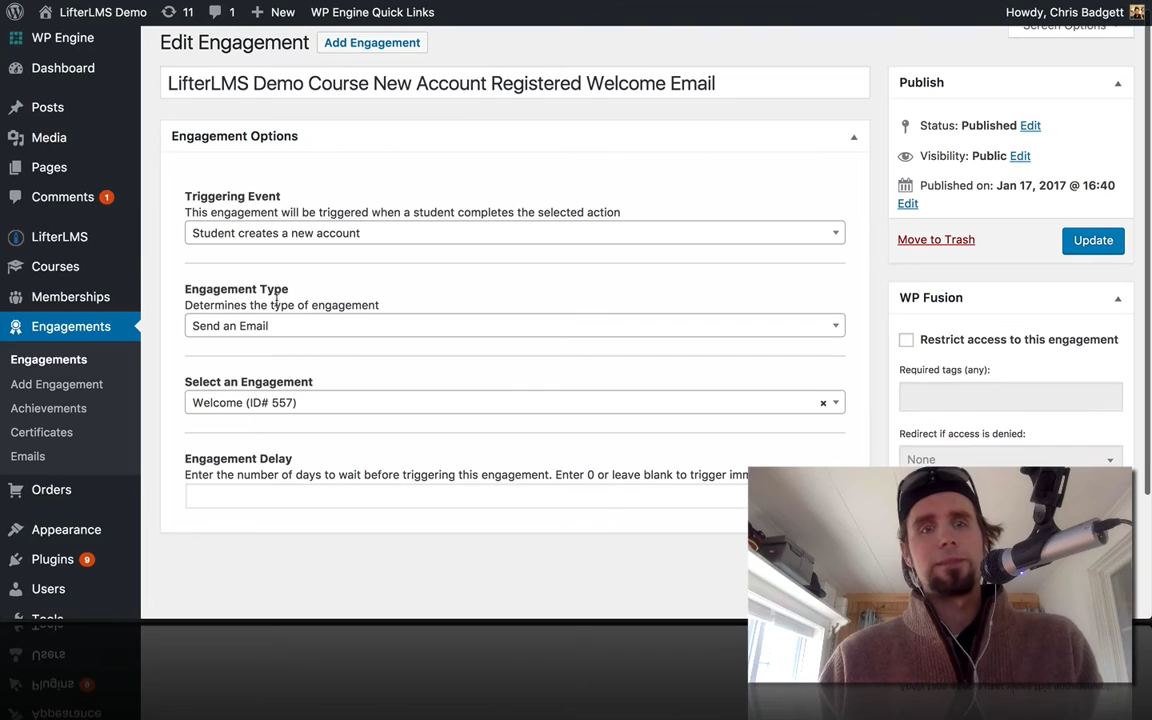 LifterLMS Demo 11 1 New WP Engine Quick Links Howdy, Chris Badgett
WP Engine
Dashboard
Posts
Media
Pages
Comments 1
LifterLMS
Courses
Memberships
Engagements
Engagements
Add Engagement
Achievements
Certificates
Emails
Orders
Appearance
Plugins 9
Users
Tools
Screen Options
Edit Engagement Add Engagement
LifterLMS Demo Course New Account Registered Welcome Email
Engagement Options
Triggering Event
This engagement will be triggered when a student completes the selected action
Student creates a new account
Engagement Type
Determines the type of engagement
Send an Email
Select an Engagement
Welcome (ID# 557)
Engagement Delay
Enter the number of days to wait before triggering this engagement. Enter 0 or leave blank to trigger imm
Publish
Status: Published Edit
Visibility: Public Edit
Published on: Jan 17, 2017 @ 16:40
Edit
Move to Trash Update
WP Fusion
Restrict access to this engagement
Required tags (any):
Redirect if access is denied:
None